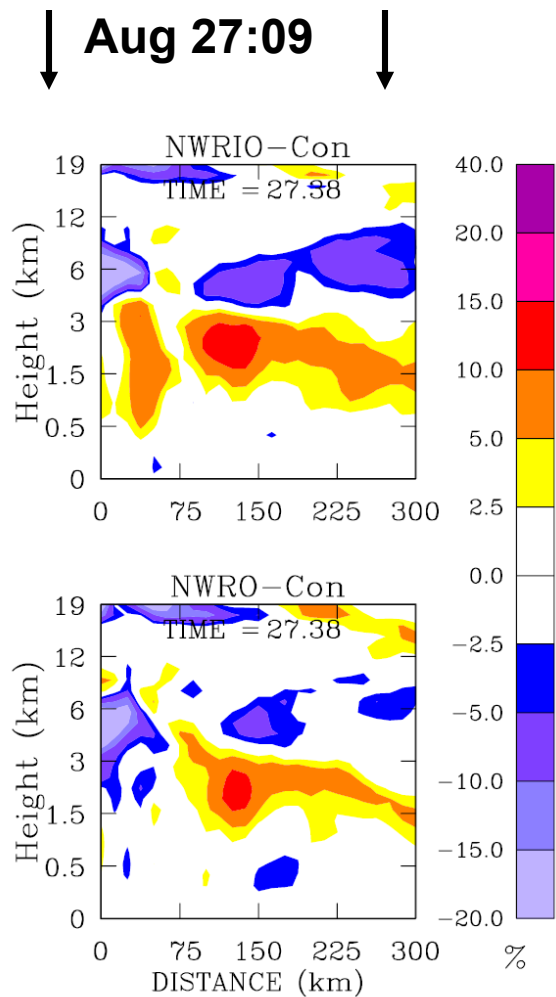 Aug 27:09
NWRIO-Con
TIME = 27.38
Height (km)
19
12
6
3
1.5
0.5
0
0 75 150 225 300
NWRO-Con
TIME = 27.38
Height (km)
19
12
6
3
1.5
0.5
0
0 75 150 225 300
DISTANCE (km)
40.0
20.0
15.0
10.0
5.0
2.5
0.0
-2.5
-5.0
-10.0
-15.0
-20.0
%